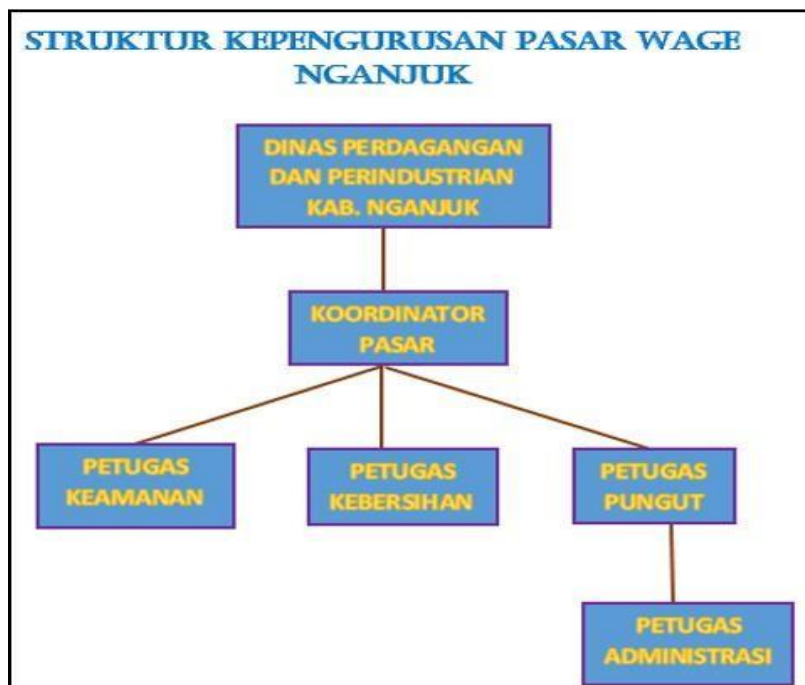 STRUKTUR KEPENGURUSAN PASAR WAGE
NGANJUK
DINAS PERDAGANGAN
DAN PERINDUSTRIAN
KAB. NGANJUK
KOORDINATOR
PASAR
PETUGAS
KEAMANAN
PETUGAS
KEBERSIHAN
PETUGAS
PUNGUT
PETUGAS
ADMINISTRASI